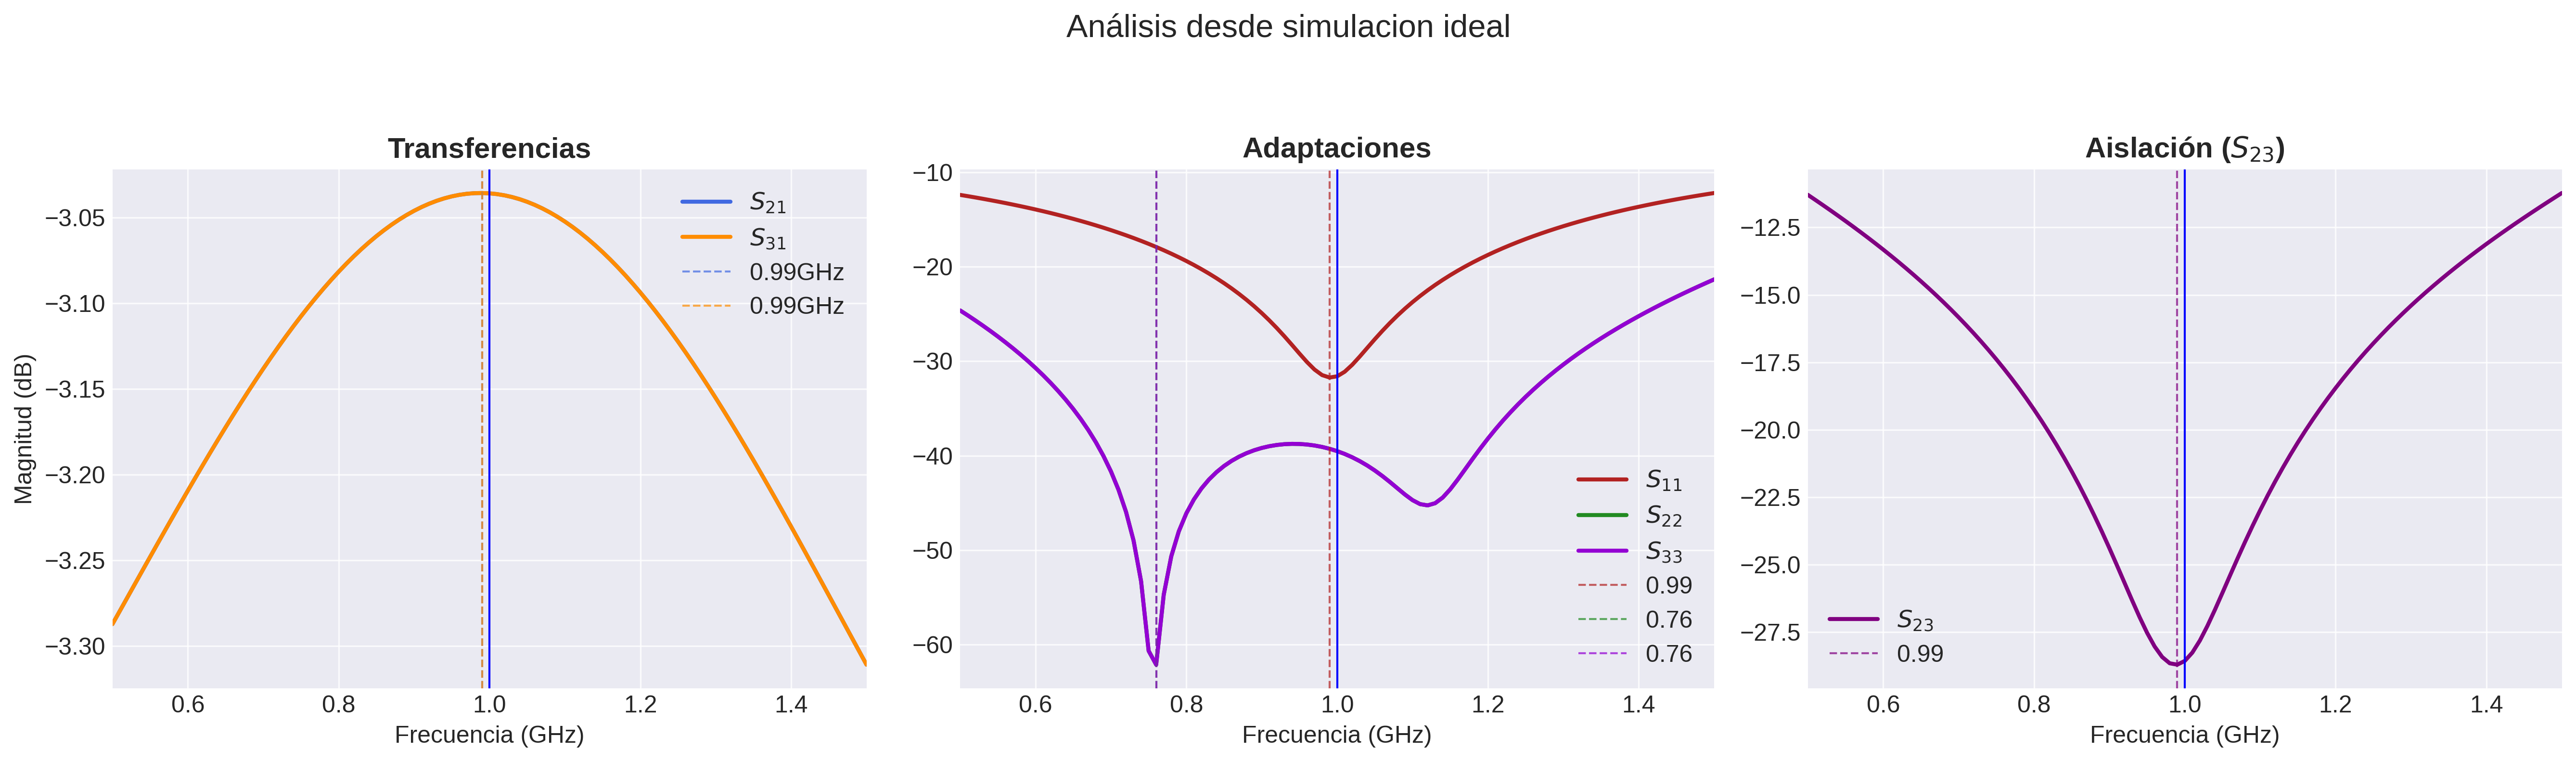 Análisis desde simulacion ideal
Transferencias
Magnitud (dB)
−3.05
−3.10
−3.15
−3.20
−3.25
−3.30
0.6
0.8
1.0
1.2
1.4
Frecuencia (GHz)
S21
S31
0.99GHz
0.99GHz
Adaptaciones
−10
−20
−30
−40
−50
−60
0.6
0.8
1.0
1.2
1.4
Frecuencia (GHz)
S11
S22
S33
0.99
0.76
0.76
Aislación (S23)
−12.5
−15.0
−17.5
−20.0
−22.5
−25.0
−27.5
0.6
0.8
1.0
1.2
1.4
Frecuencia (GHz)
S23
0.99